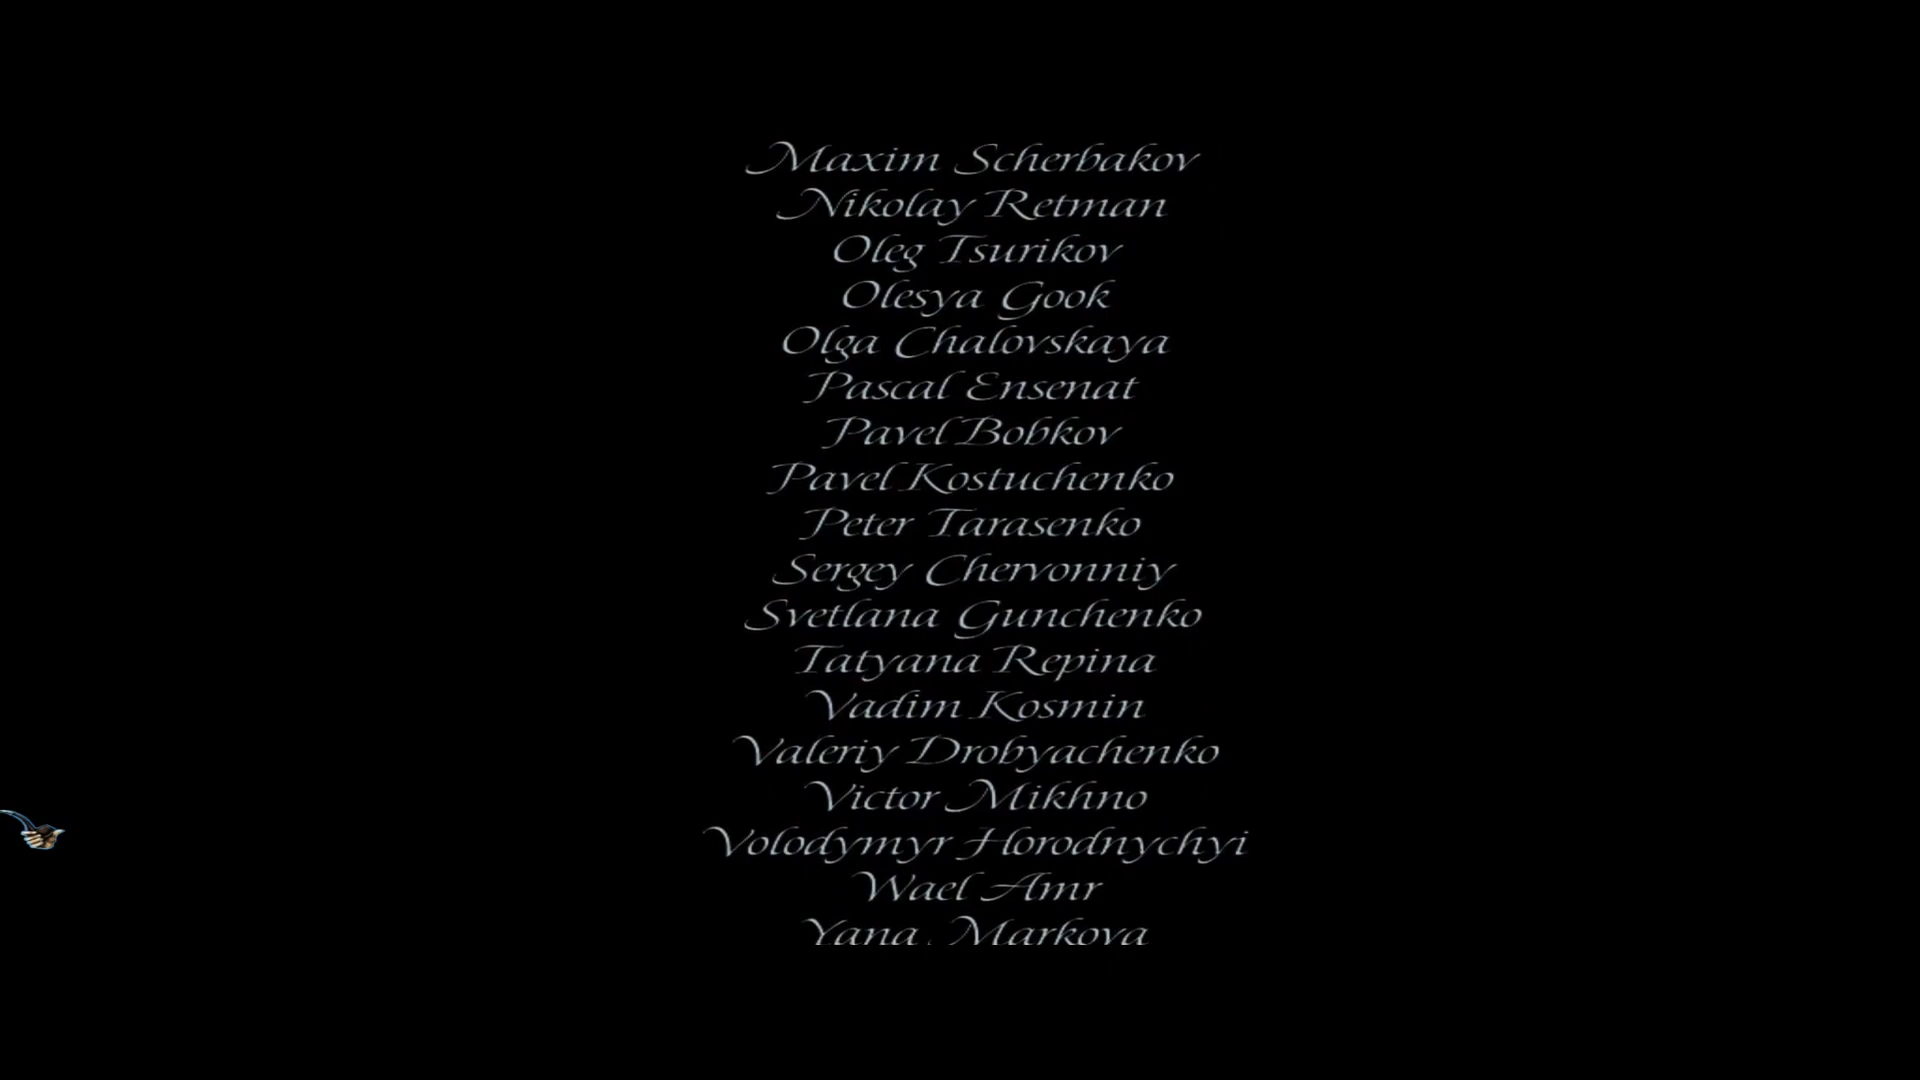 Maxim Scherbakov
Nikolay Retman
Oleg Tsurikov
Olesya Gook
Olga Chalovskaya
Pascal Ensenat
Pavel Bobkov
Pavel Kostuchenko
Peter Tarasenko
Sergey Chervonniy
Svetlana Gunchenko
Tatyana Repina
Vadim Kosmin
Valeriy Drobyachenko
Victor Mikhno
Volodymyr Horodnychyi
Wael Amr
Yana Markova